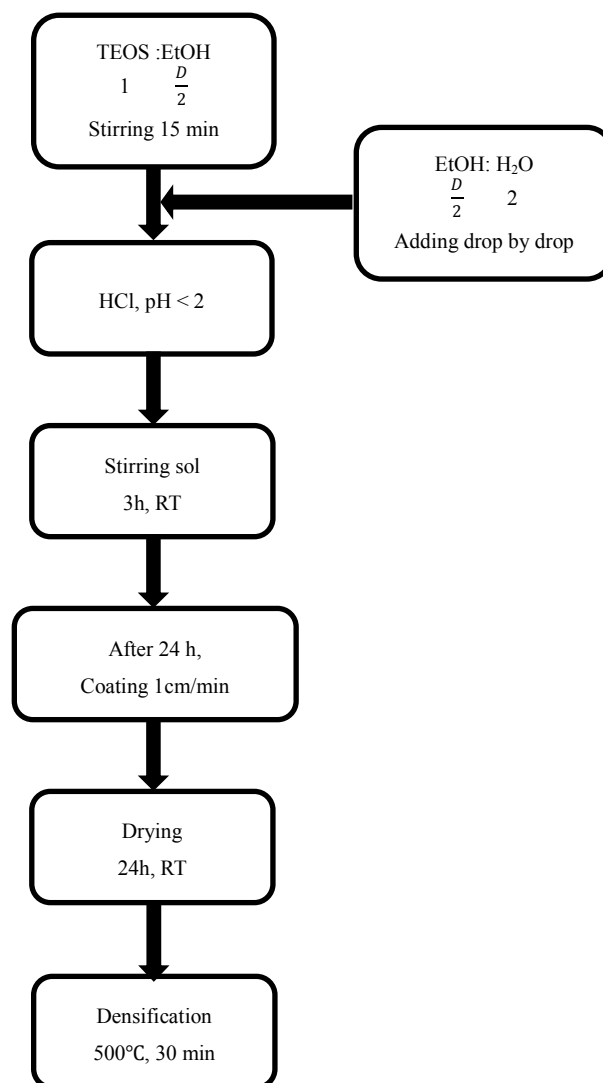 TEOS :EtOH
1 D/2
Stirring 15 min
EtOH: H₂O
D/2 2
Adding drop by drop
HCl, pH < 2
Stirring sol
3h, RT
After 24 h,
Coating 1cm/min
Drying
24h, RT
Densification
500℃, 30 min